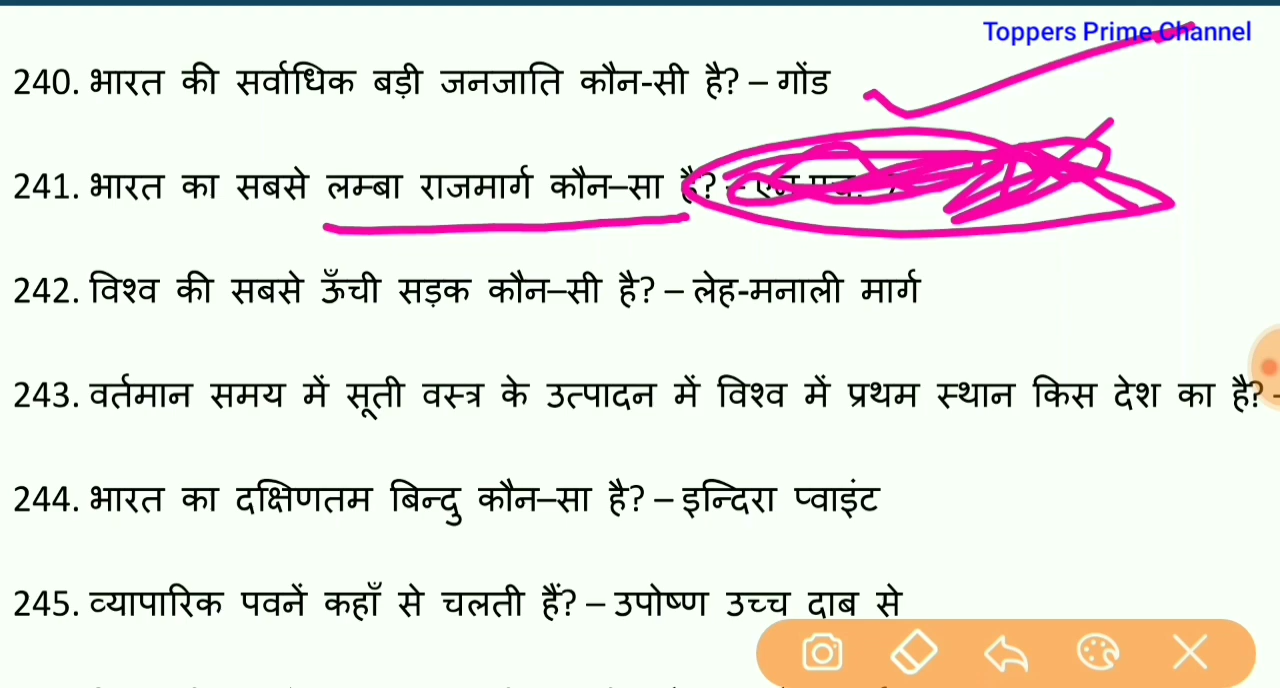 Toppers Prime Channel
240. भारत की सर्वाधिक बड़ी जनजाति कौन-सी है? – गोंड
241. भारत का सबसे लम्बा राजमार्ग कौन–सा है? –
242. विश्व की सबसे ऊँची सड़क कौन–सी है? – लेह-मनाली मार्ग
243. वर्तमान समय में सूती वस्त्र के उत्पादन में विश्व में प्रथम स्थान किस देश का है? -
244. भारत का दक्षिणतम बिन्दु कौन–सा है? – इन्दिरा प्वाइंट
245. व्यापारिक पवनें कहाँ से चलती हैं? – उपोष्ण उच्च दाब से